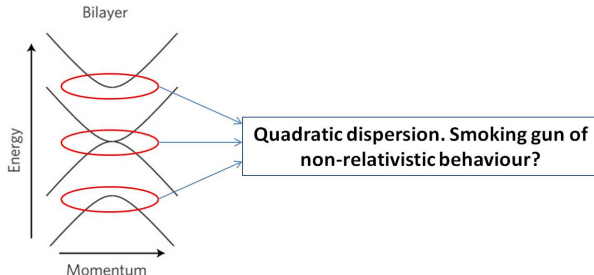 Bilayer
Energy
Quadratic dispersion. Smoking gun of
non-relativistic behaviour?
Momentum